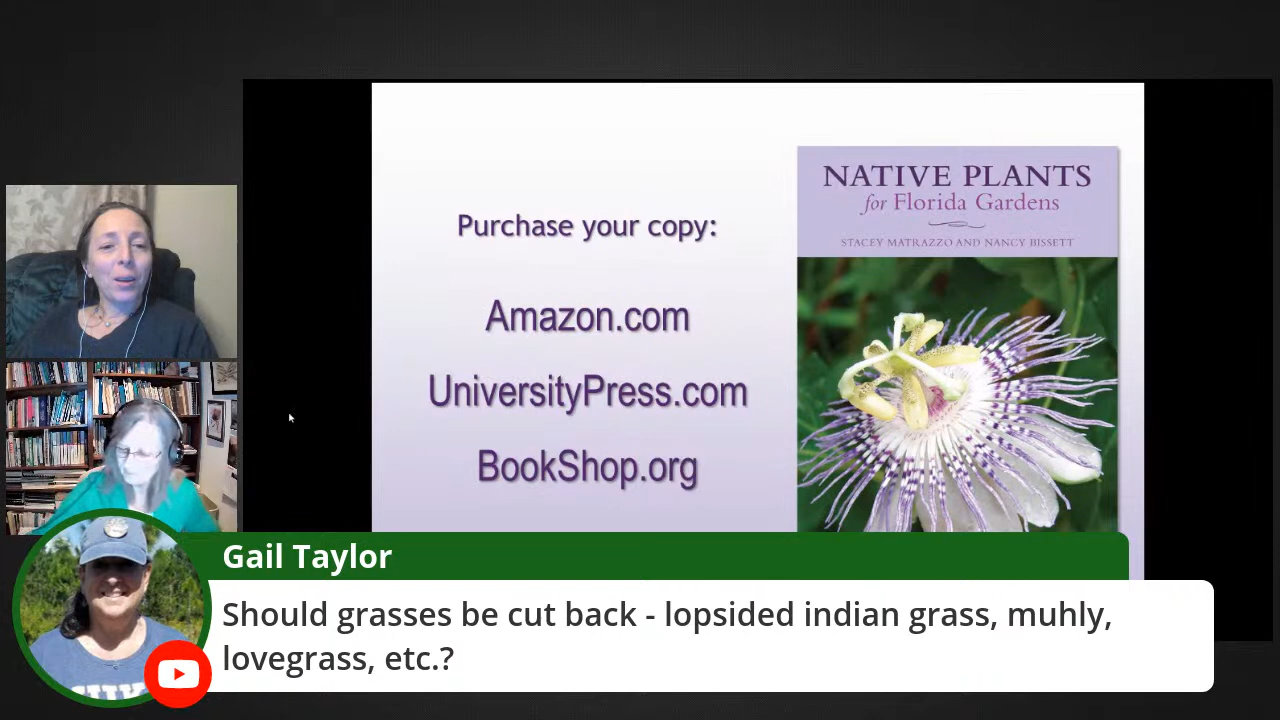 Purchase your copy:
Amazon.com
UniversityPress.com
BookShop.org
NATIVE PLANTS
for Florida Gardens
STACEY MATRAZZO AND NANCY BISSETT
Gail Taylor
Should grasses be cut back - lopsided indian grass, muhly,
lovegrass, etc.?